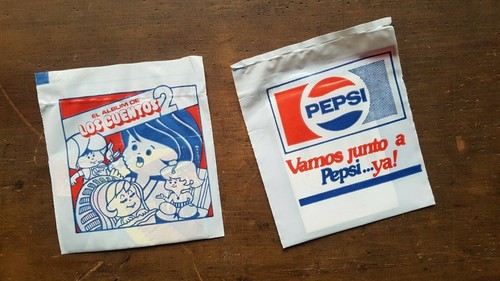 EL ALBUM DE
LOS CUENTOS 2
PEPSI
Vamos junto a
Pepsi...ya!